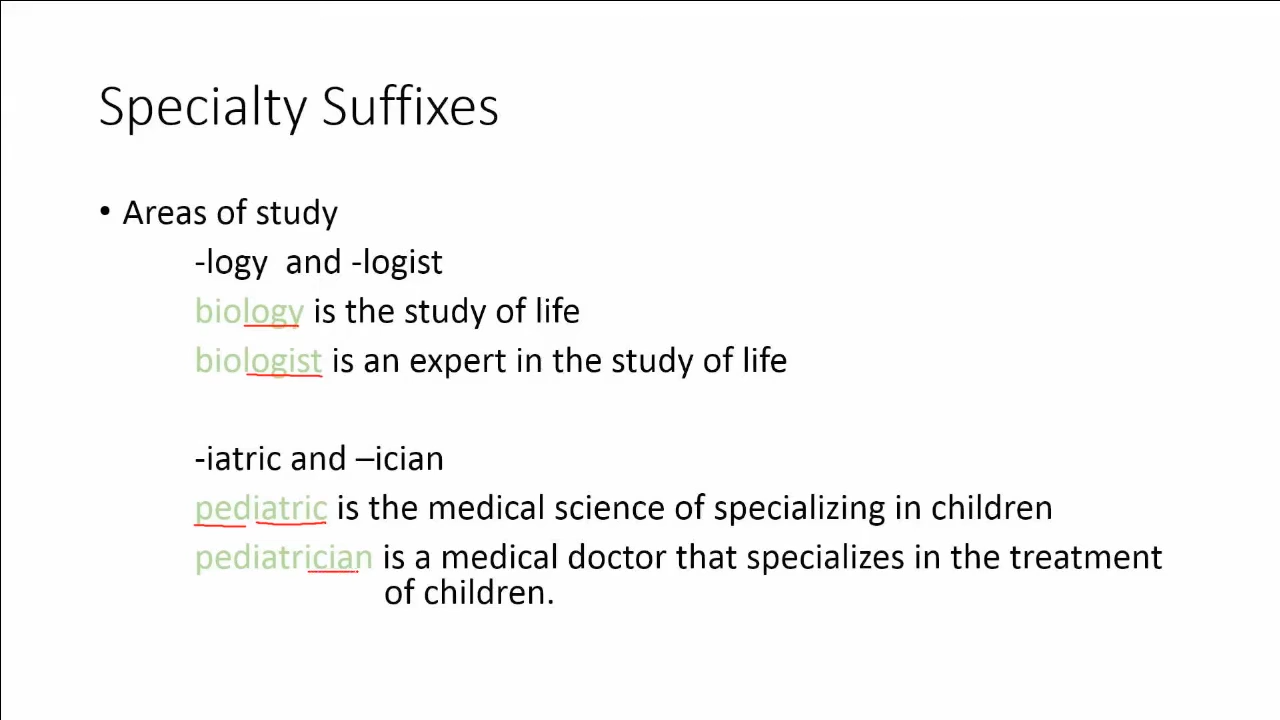 Specialty Suffixes
• Areas of study
-logy and -logist
biology is the study of life
biologist is an expert in the study of life
-iatric and –ician
pediatric is the medical science of specializing in children
pediatrician is a medical doctor that specializes in the treatment
of children.